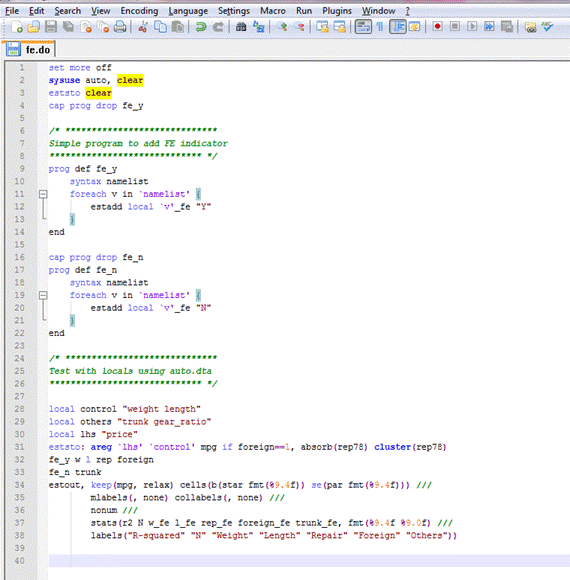 File Edit Search View Encoding Language Settings Macro Run Plugins Window ?
fe.do
1 set more off
2 sysuse auto, clear
3 eststo clear
4 cap prog drop fe_y
5
6 /* *****************************
7 Simple program to add FE indicator
8 ***************************** */
9 prog def fe_y
10 syntax namelist
11 foreach v in `namelist' {
12 estadd local `v'_fe "Y"
13 }
14 end
15
16 cap prog drop fe_n
17 prog def fe_n
18 syntax namelist
19 foreach v in `namelist' {
20 estadd local `v'_fe "N"
21 }
22 end
23
24 /* *****************************
25 Test with locals using auto.dta
26 ***************************** */
27
28 local control "weight length"
29 local others "trunk gear_ratio"
30 local lhs "price"
31 eststo: areg `lhs' `control' mpg if foreign==1, absorb(rep78) cluster(rep78)
32 fe_y w l rep foreign
33 fe_n trunk
34 estout, keep(mpg, relax) cells(b(star fmt(%9.4f)) se(par fmt(%9.4f))) ///
35 mlabels(, none) collabels(, none) ///
36 nonum ///
37 stats(r2 N w_fe l_fe rep_fe foreign_fe trunk_fe, fmt(%9.4f %9.0f) ///
38 labels("R-squared" "N" "Weight" "Length" "Repair" "Foreign" "Others"))
39
40